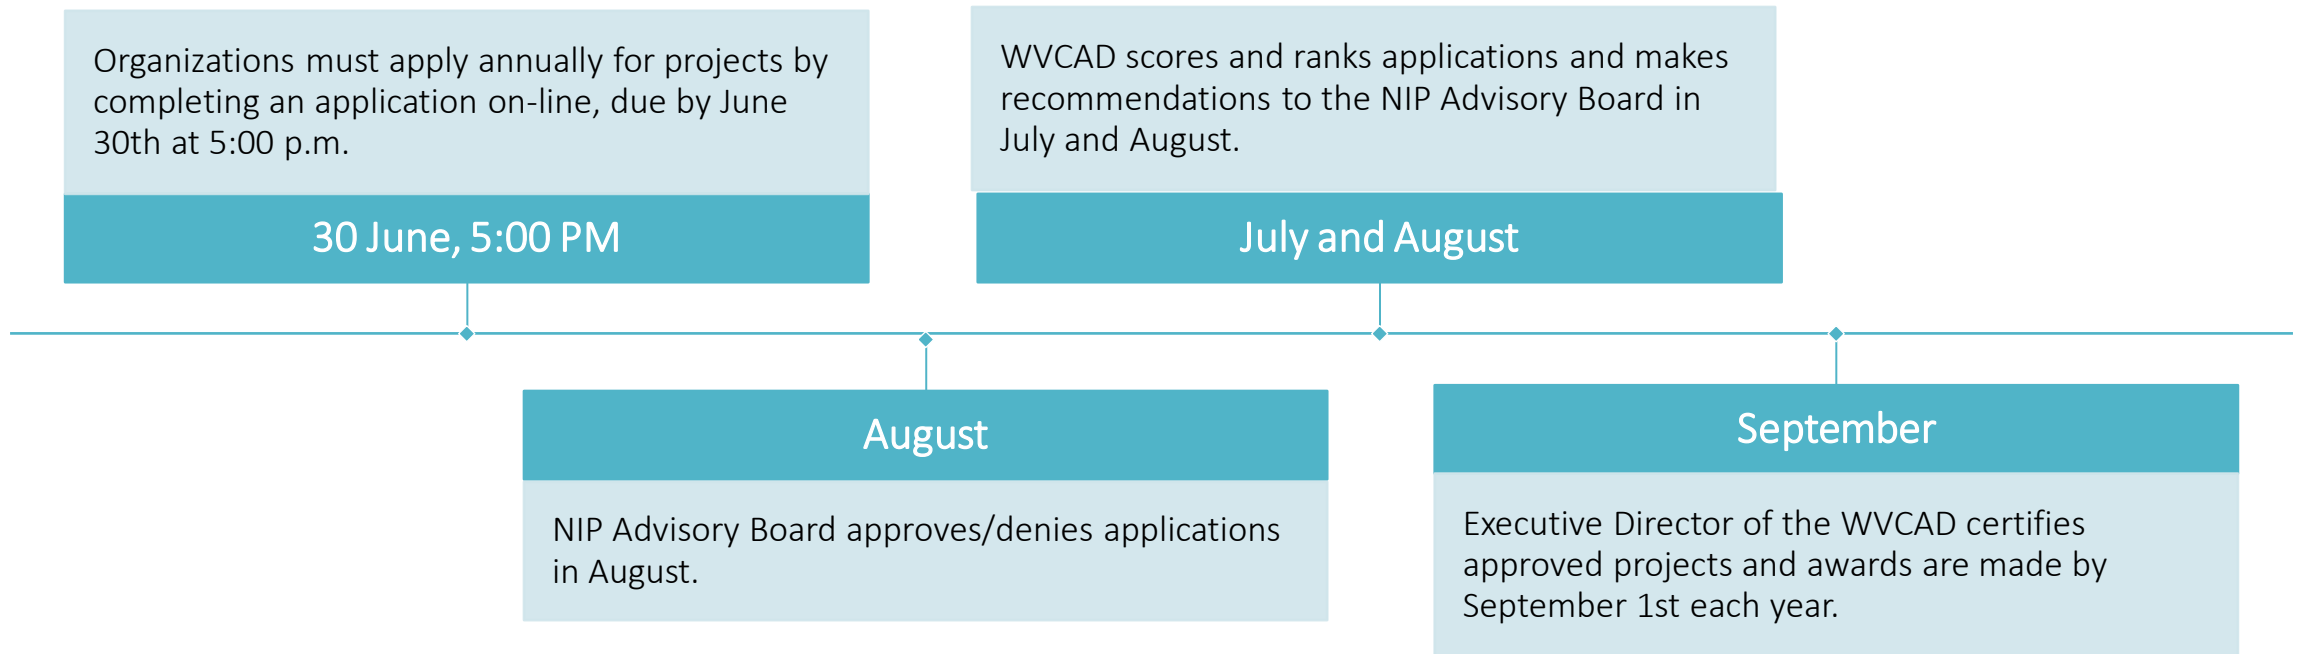 Organizations must apply annually for projects by
completing an application on-line, due by June
30th at 5:00 p.m.
30 June, 5:00 PM
WVCAD scores and ranks applications and makes
recommendations to the NIP Advisory Board in
July and August.
July and August
August
NIP Advisory Board approves/denies applications
in August.
September
Executive Director of the WVCAD certifies
approved projects and awards are made by
September 1st each year.